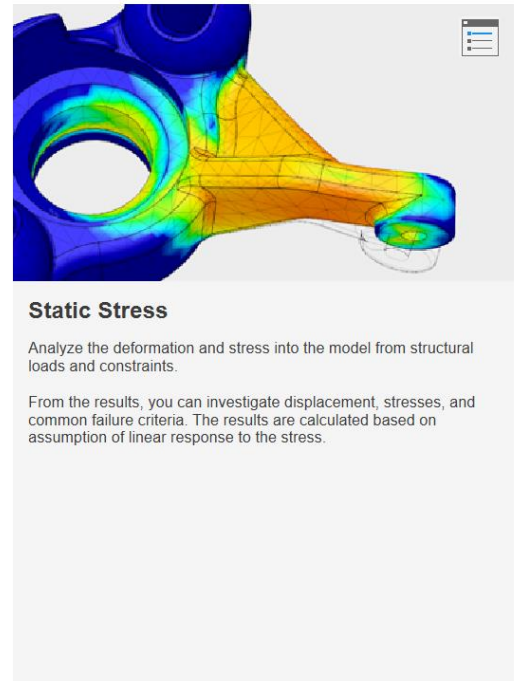 Static Stress
Analyze the deformation and stress into the model from structural
loads and constraints.
From the results, you can investigate displacement, stresses, and
common failure criteria. The results are calculated based on
assumption of linear response to the stress.